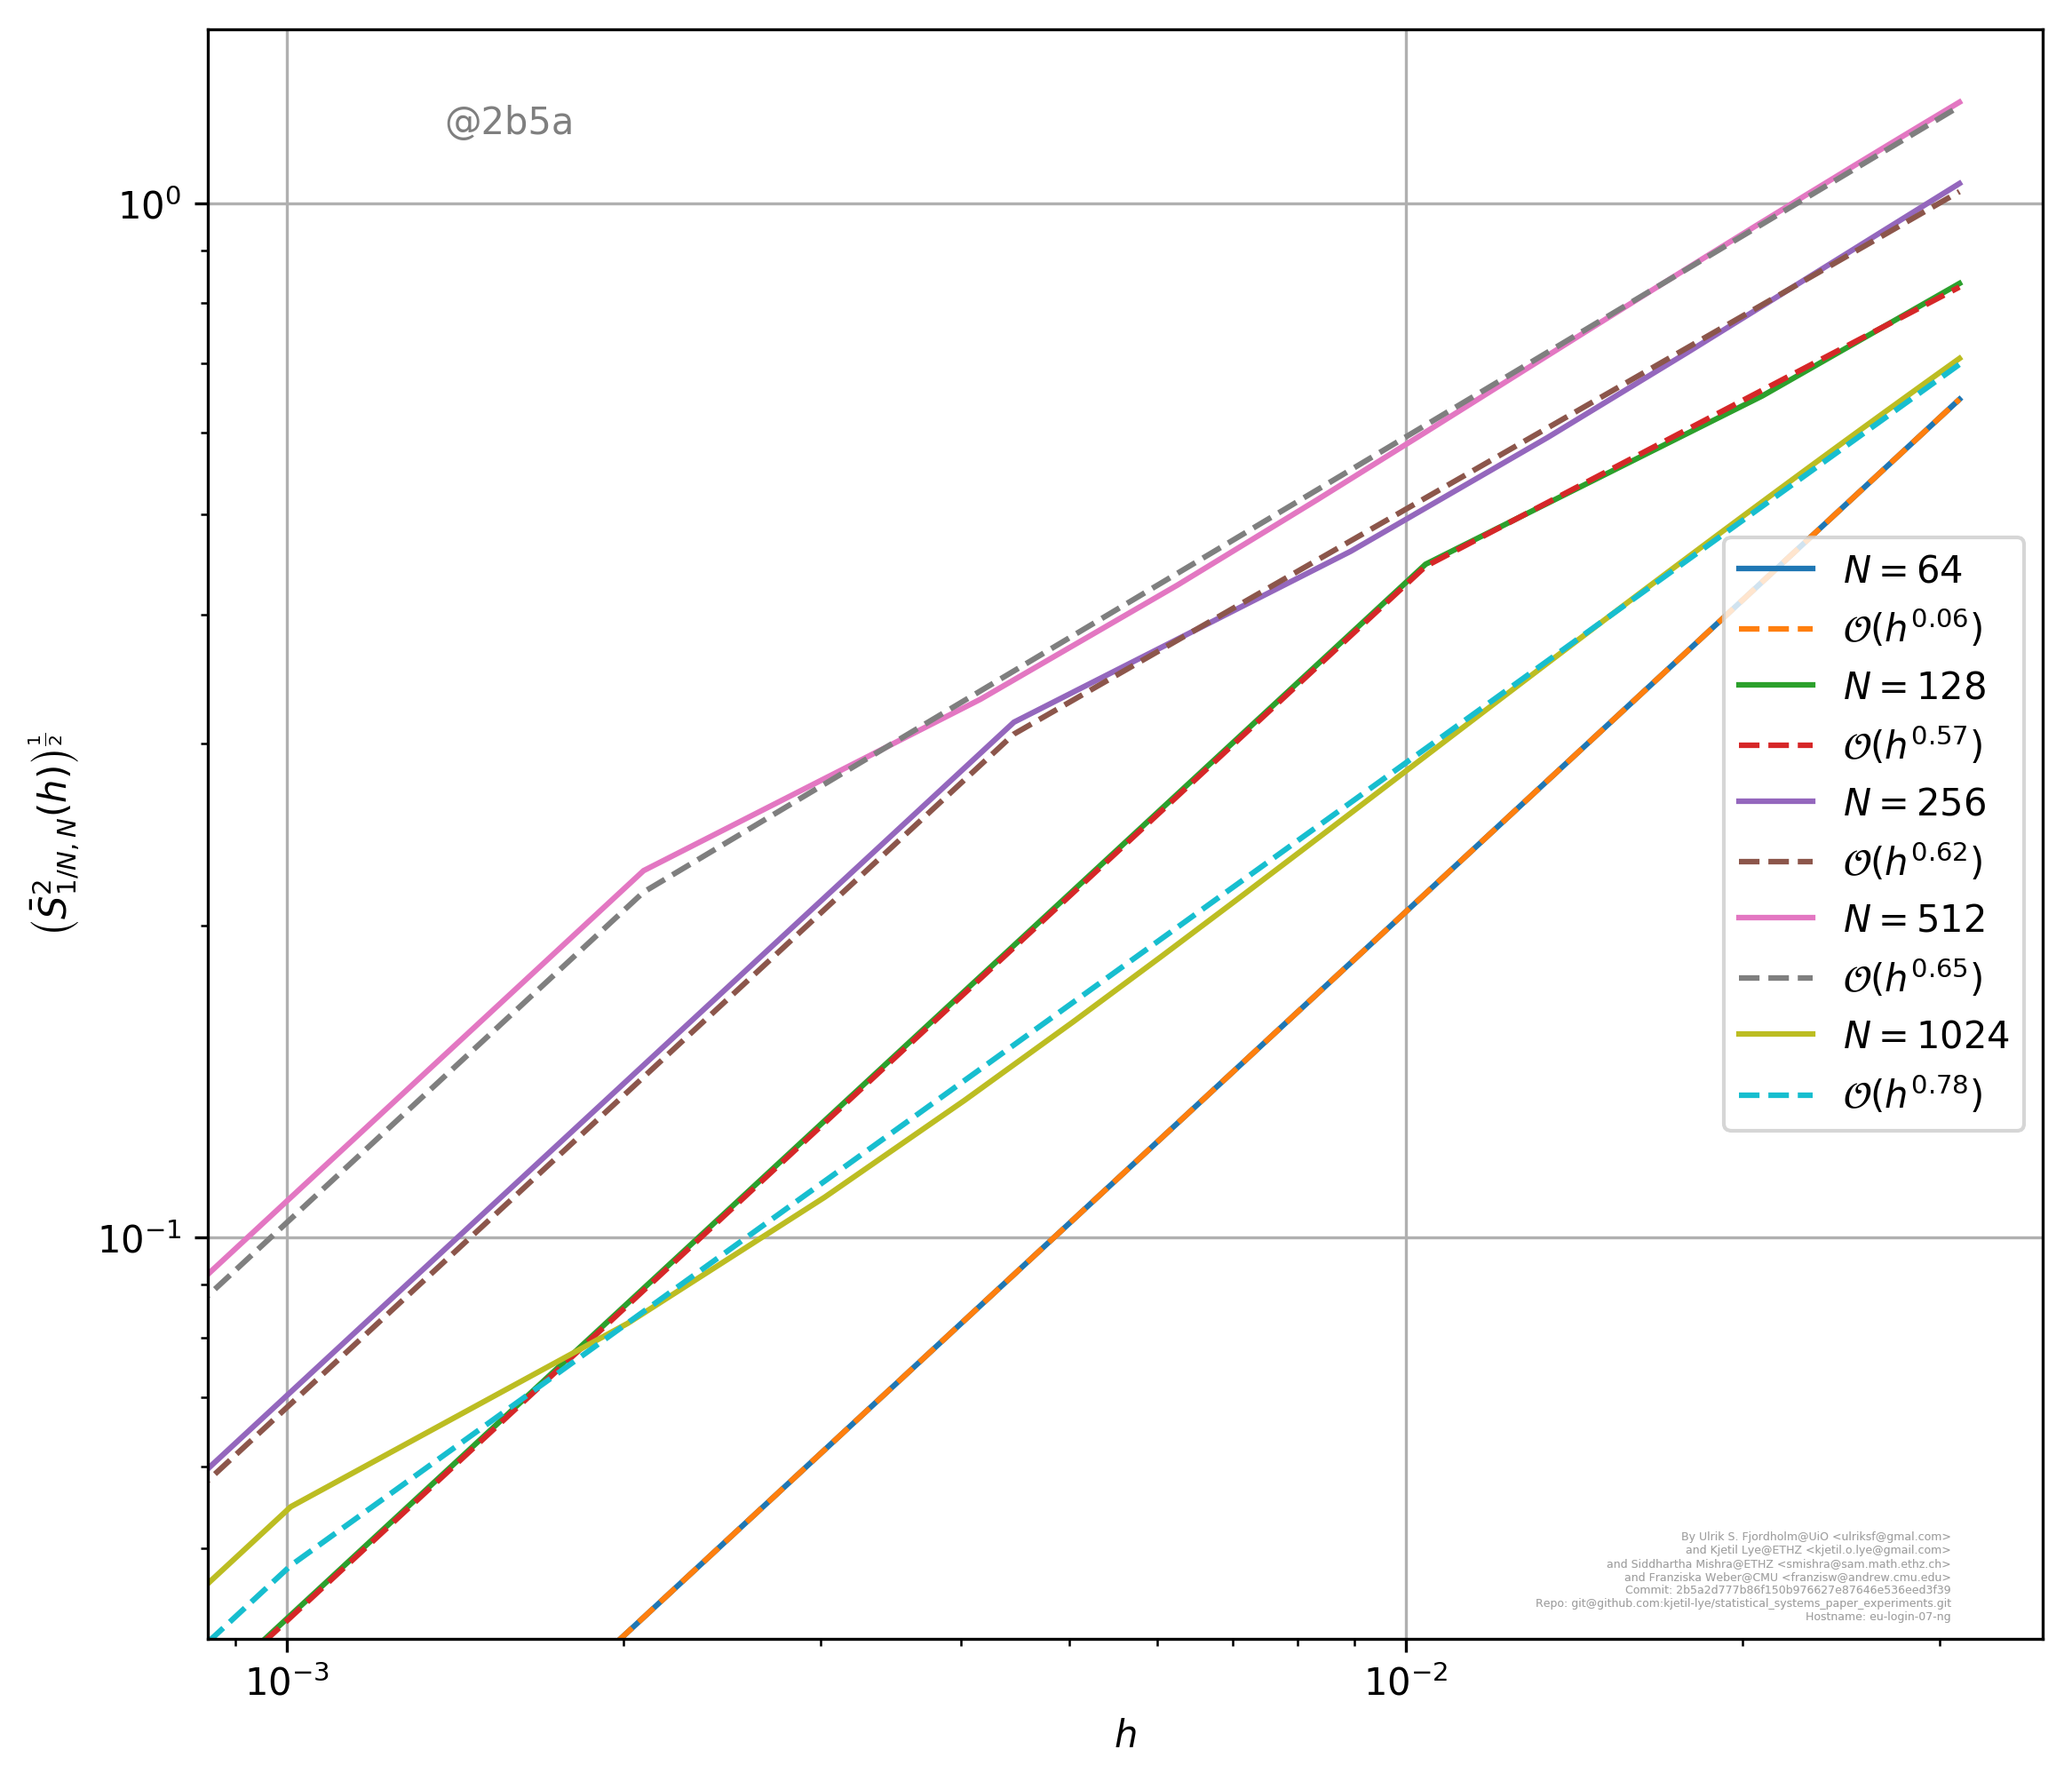 @2b5a
10⁰
10⁻¹
(S̄²₁/N,N(h))^½
10⁻³
10⁻²
h
N = 64
𝒪(h^0.06)
N = 128
𝒪(h^0.57)
N = 256
𝒪(h^0.62)
N = 512
𝒪(h^0.65)
N = 1024
𝒪(h^0.78)
By Ulrik S. Fjordholm@UiO <ulriksf@gmal.com>
and Kjetil Lye@ETHZ <kjetil.o.lye@gmail.com>
and Siddhartha Mishra@ETHZ <smishra@sam.math.ethz.ch>
and Franziska Weber@CMU <franzisw@andrew.cmu.edu>
Commit: 2b5a2d777b86f150b976627e87646e536eed3f39
Repo: git@github.com:kjetil-lye/statistical_systems_paper_experiments.git
Hostname: eu-login-07-ng